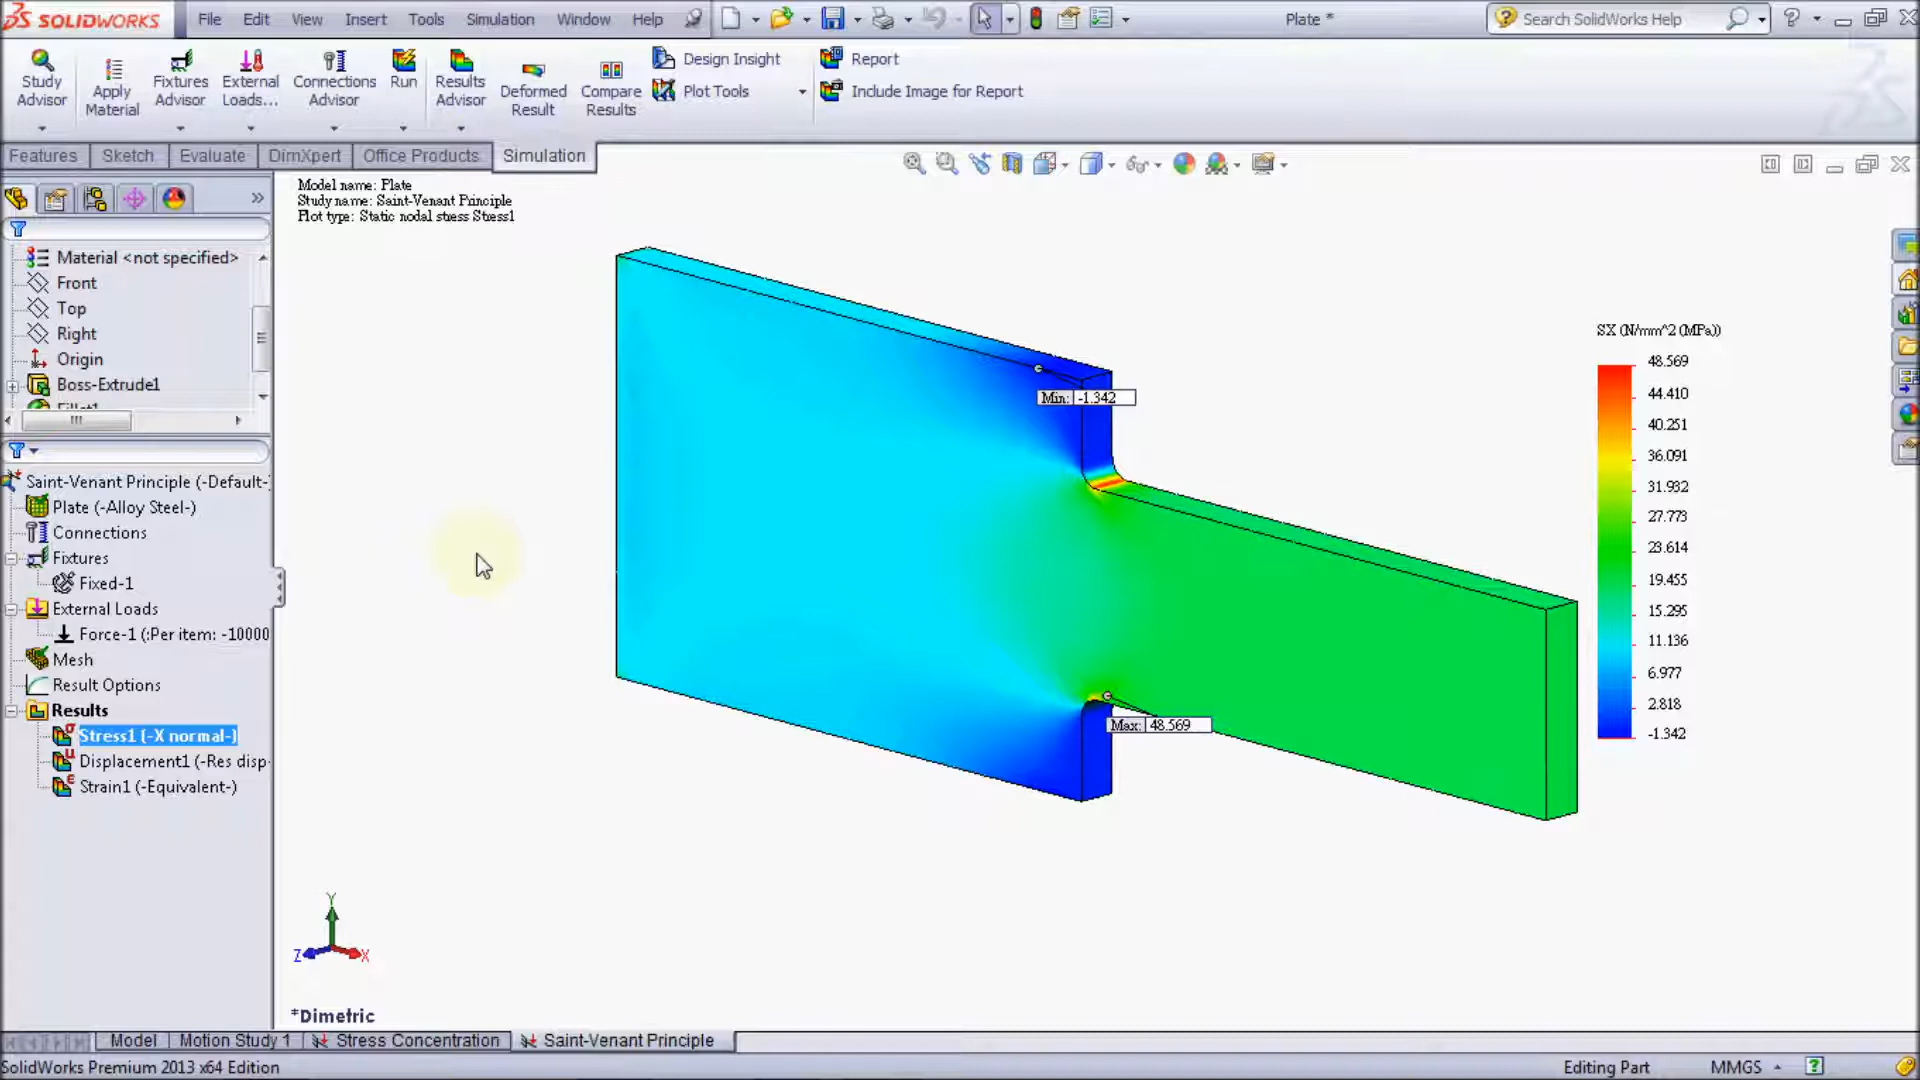 SOLIDWORKS
File Edit View Insert Tools Simulation Window Help
Plate *
Search SolidWorks Help
Study Advisor
Apply Material
Fixtures Advisor
External Loads...
Connections Advisor
Run
Results Advisor
Deformed Result
Compare Results
Design Insight
Plot Tools
Report
Include Image for Report
Features Sketch Evaluate DimXpert Office Products Simulation
Model name: Plate
Study name: Saint-Venant Principle
Plot type: Static nodal stress Stress1
Material <not specified>
Front
Top
Right
Origin
Boss-Extrude1
Saint-Venant Principle (-Default-
Plate (-Alloy Steel-)
Connections
Fixtures
Fixed-1
External Loads
Force-1 (:Per item: -10000
Mesh
Result Options
Results
Stress1 (-X normal-)
Displacement1 (-Res disp-
Strain1 (-Equivalent-)
Min: -1.342
Max: 48.569
SX (N/mm^2 (MPa))
48.569
44.410
40.251
36.091
31.932
27.773
23.614
19.455
15.295
11.136
6.977
2.818
-1.342
Y
Z
X
*Dimetric
Model Motion Study 1 Stress Concentration Saint-Venant Principle
SolidWorks Premium 2013 x64 Edition
Editing Part
MMGS